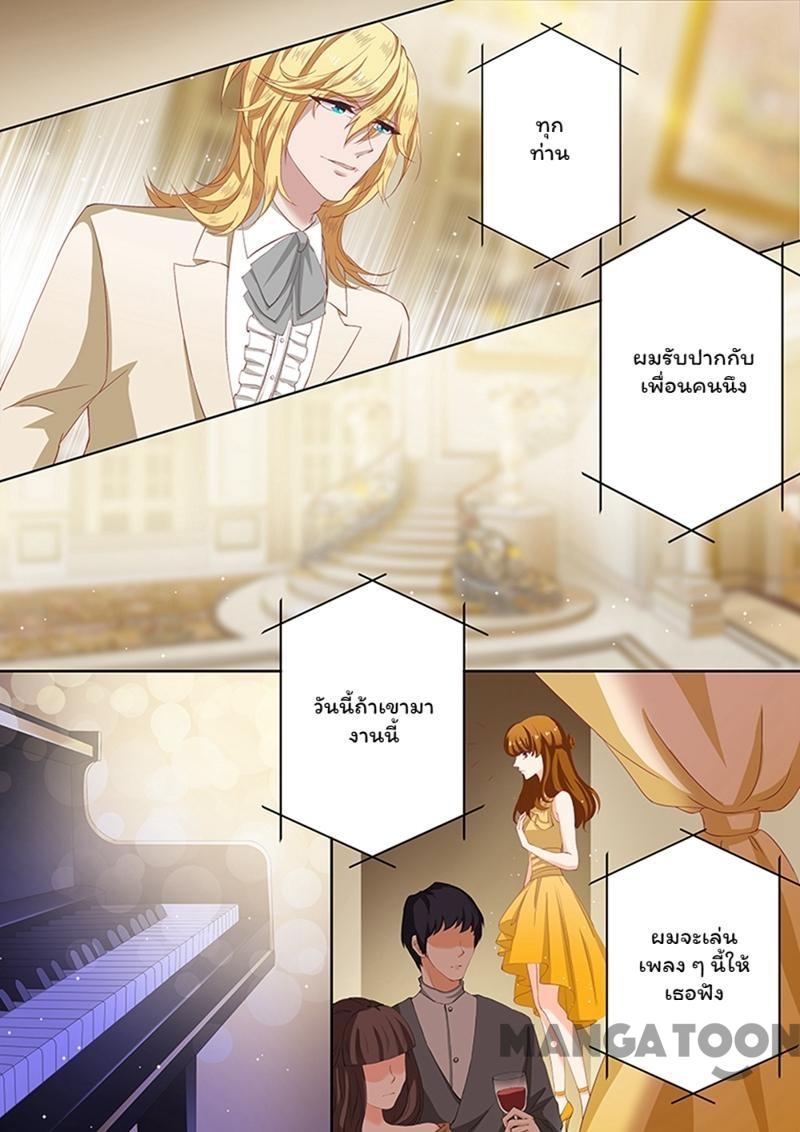 ทุก
ท่าน
ผมรับปากกับ
เพื่อนคนนึง
วันนี้ถ้าเขามา
งานนี้
ผมจะเล่น
เพลง ๆ นี้ให้
เธอฟัง
MANGATOON